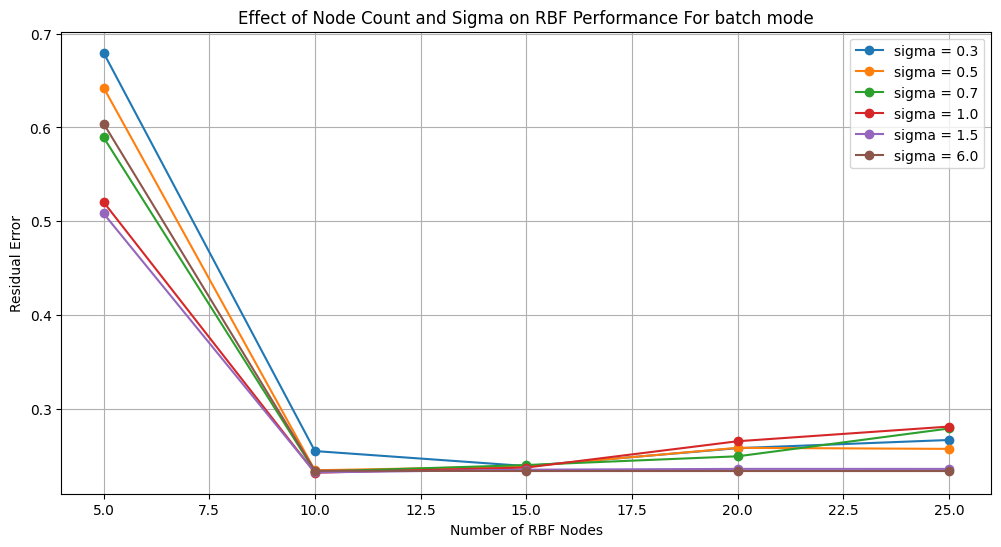 Effect of Node Count and Sigma on RBF Performance For batch mode
0.7
0.6
0.5
0.4
0.3
Residual Error
sigma = 0.3
sigma = 0.5
sigma = 0.7
sigma = 1.0
sigma = 1.5
sigma = 6.0
5.0 7.5 10.0 12.5 15.0 17.5 20.0 22.5 25.0
Number of RBF Nodes